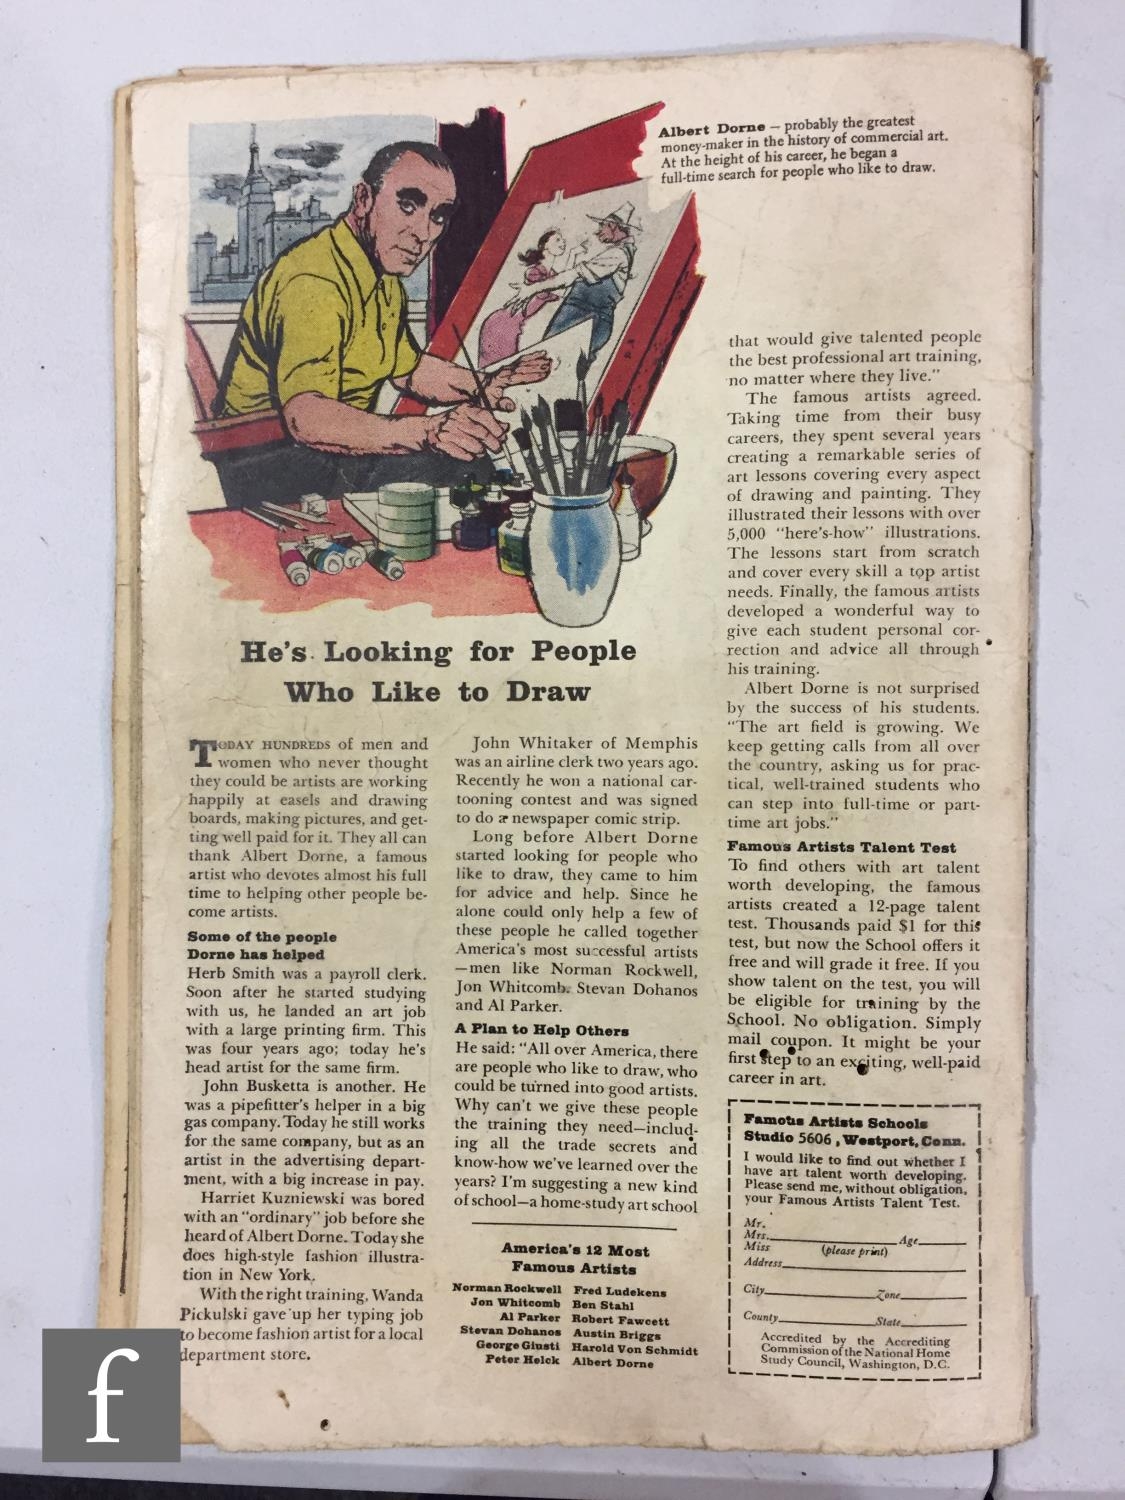 Albert Dorne — probably the greatest
money-maker in the history of commercial art.
At the height of his career, he began a
full-time search for people who like to draw.
He's Looking for People
Who Like to Draw
TODAY HUNDREDS of men and
women who never thought
they could be artists are working
happily at easels and drawing
boards, making pictures, and get-
ting well paid for it. They all can
thank Albert Dorne, a famous
artist who devotes almost his full
time to helping other people be-
come artists.
Some of the people
Dorne has helped
Herb Smith was a payroll clerk.
Soon after he started studying
with us, he landed an art job
with a large printing firm. This
was four years ago; today he's
head artist for the same firm.
John Busketta is another. He
was a pipefitter's helper in a big
gas company. Today he still works
for the same company, but as an
artist in the advertising depart-
ment, with a big increase in pay.
Harriet Kuzniewski was bored
with an "ordinary" job before she
heard of Albert Dorne. Today she
does high-style fashion illustra-
tion in New York.
With the right training, Wanda
Pickulski gave up her typing job
to become fashion artist for a local
department store.
John Whitaker of Memphis
was an airline clerk two years ago.
Recently he won a national car-
tooning contest and was signed
to do a newspaper comic strip.
Long before Albert Dorne
started looking for people who
like to draw, they came to him
for advice and help. Since he
alone could only help a few of
these people he called together
America's most successful artists
—men like Norman Rockwell,
Jon Whitcomb, Stevan Dohanos
and Al Parker.
A Plan to Help Others
He said: "All over America, there
are people who like to draw, who
could be turned into good artists.
Why can't we give these people
the training they need—includ-
ing all the trade secrets and
know-how we've learned over the
years? I'm suggesting a new kind
of school—a home-study art school
America's 12 Most
Famous Artists
Norman Rockwell Fred Ludekens
Jon Whitcomb Ben Stahl
Al Parker Robert Fawcett
Stevan Dohanos Austin Briggs
George Giusti Harold Von Schmidt
Peter Helck Albert Dorne
that would give talented people
the best professional art training,
no matter where they live."
The famous artists agreed.
Taking time from their busy
careers, they spent several years
creating a remarkable series of
art lessons covering every aspect
of drawing and painting. They
illustrated their lessons with over
5,000 "here's-how" illustrations.
The lessons start from scratch
and cover every skill a top artist
needs. Finally, the famous artists
developed a wonderful way to
give each student personal cor-
rection and advice all through
his training.
Albert Dorne is not surprised
by the success of his students.
"The art field is growing. We
keep getting calls from all over
the country, asking us for prac-
tical, well-trained students who
can step into full-time or part-
time art jobs."
Famous Artists Talent Test
To find others with art talent
worth developing, the famous
artists created a 12-page talent
test. Thousands paid $1 for this
test, but now the School offers it
free and will grade it free. If you
show talent on the test, you will
be eligible for training by the
School. No obligation. Simply
mail coupon. It might be your
first step to an exciting, well-paid
career in art.
Famous Artists Schools
Studio 5606, Westport, Conn.
I would like to find out whether I
have art talent worth developing.
Please send me, without obligation,
your Famous Artists Talent Test.
Mr.
Mrs. Age
Miss (please print)
Address
City Zone
County State
Accredited by the Accrediting
Commission of the National Home
Study Council, Washington, D.C.
f